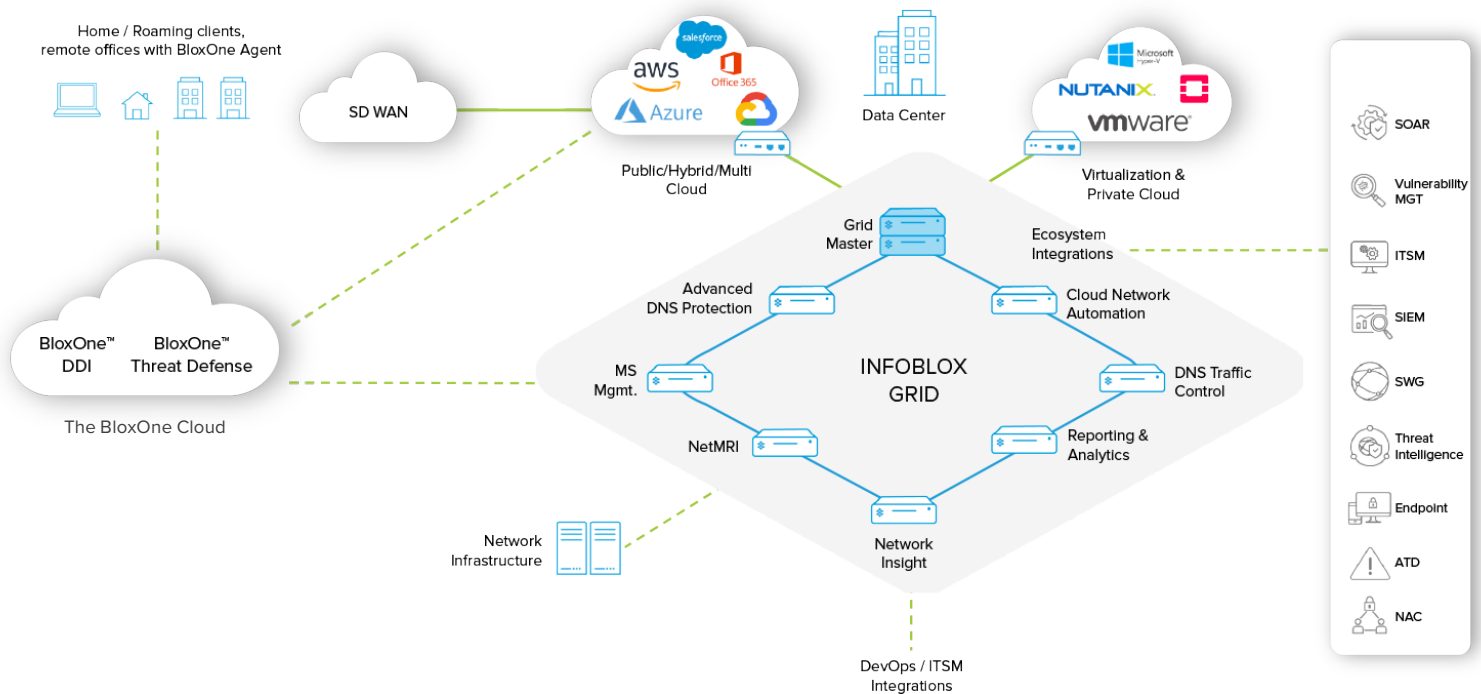 Home / Roaming clients,
remote offices with BloxOne Agent
SD WAN
salesforce
aws
Office 365
Azure
Public/Hybrid/Multi
Cloud
Data Center
Microsoft
Hyper-V
NUTANIX.
vmware®
Virtualization &
Private Cloud
BloxOne™
DDI
BloxOne™
Threat Defense
The BloxOne Cloud
Grid
Master
Ecosystem
Integrations
Advanced
DNS Protection
Cloud Network
Automation
MS
Mgmt.
INFOBLOX
GRID
DNS Traffic
Control
NetMRI
Reporting &
Analytics
Network
Insight
Network
Infrastructure
DevOps / ITSM
Integrations
SOAR
Vulnerability
MGT
ITSM
SIEM
SWG
Threat
Intelligence
Endpoint
ATD
NAC